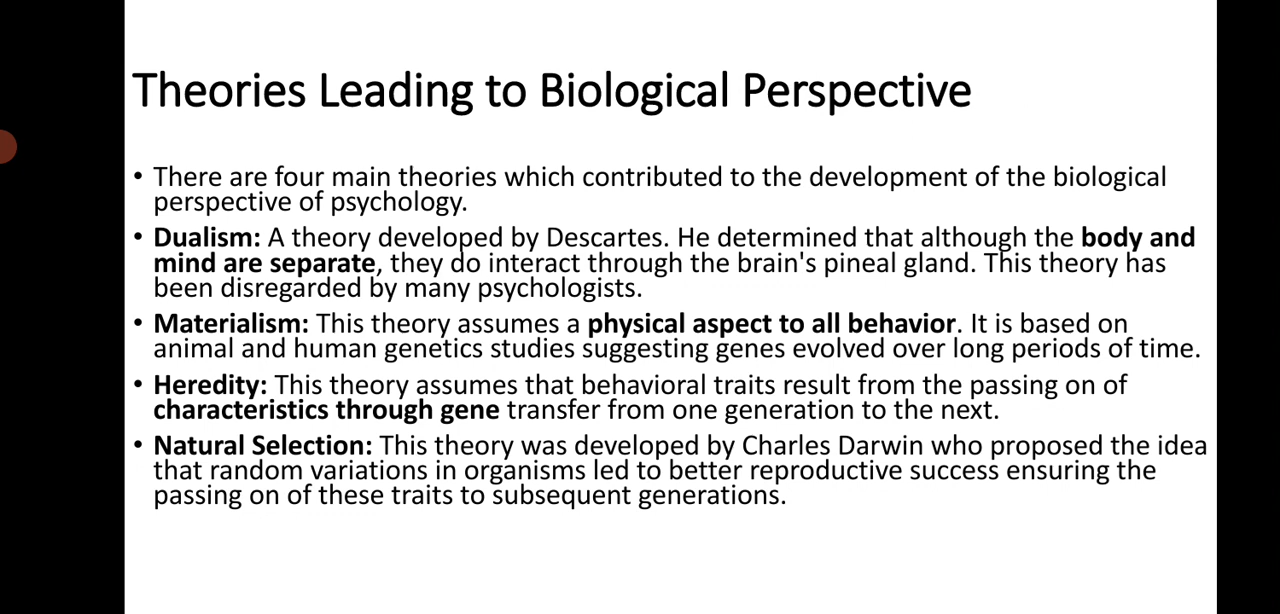 Theories Leading to Biological Perspective
• There are four main theories which contributed to the development of the biological
perspective of psychology.
• Dualism: A theory developed by Descartes. He determined that although the body and
mind are separate, they do interact through the brain's pineal gland. This theory has
been disregarded by many psychologists.
• Materialism: This theory assumes a physical aspect to all behavior. It is based on
animal and human genetics studies suggesting genes evolved over long periods of time.
• Heredity: This theory assumes that behavioral traits result from the passing on of
characteristics through gene transfer from one generation to the next.
• Natural Selection: This theory was developed by Charles Darwin who proposed the idea
that random variations in organisms led to better reproductive success ensuring the
passing on of these traits to subsequent generations.